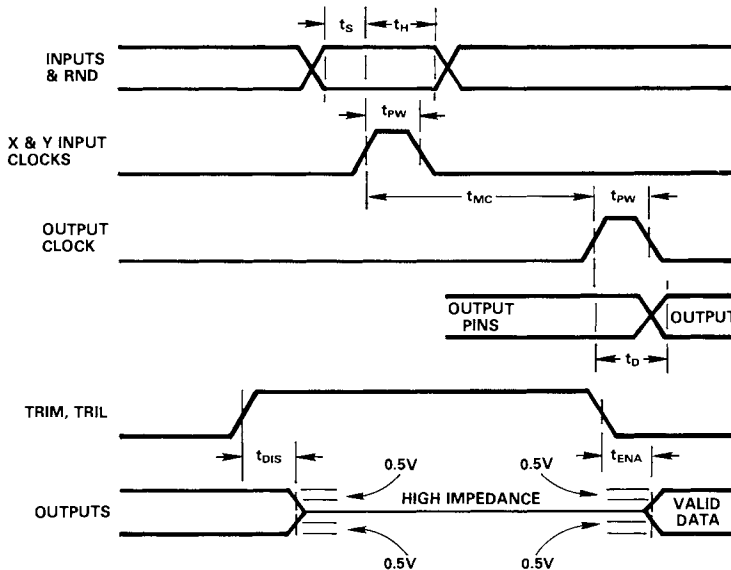 tS tH
INPUTS
& RND
tPW
X & Y INPUT
CLOCKS
tMC tPW
OUTPUT
CLOCK
OUTPUT
PINS
OUTPUT
tD
TRIM, TRIL
tDIS 0.5V 0.5V tENA
OUTPUTS
HIGH IMPEDANCE
VALID
DATA
0.5V 0.5V